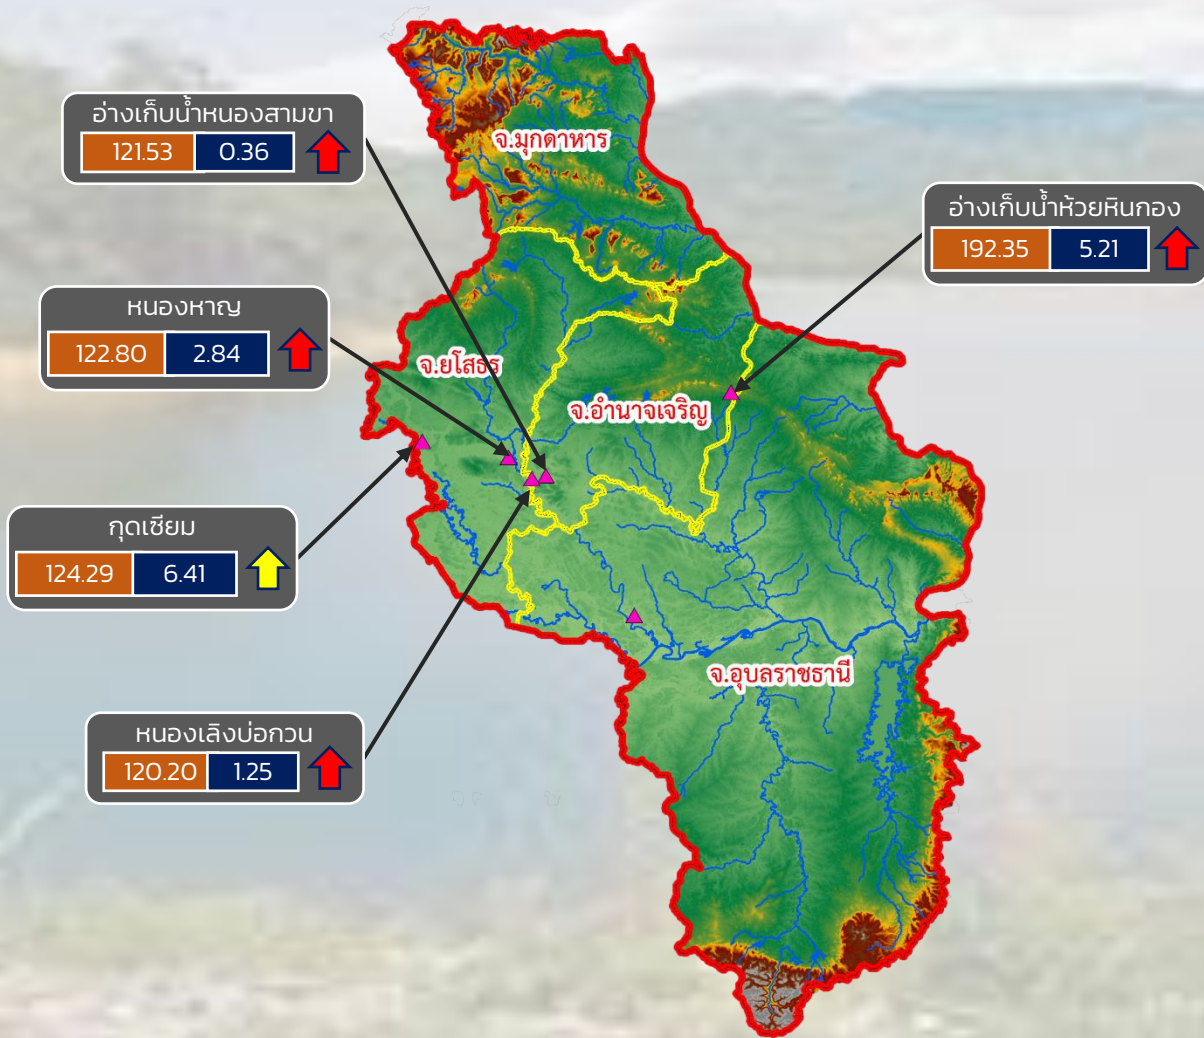 อ่างเก็บน้ำหนองสามขา
121.53 0.36
จ.มุกดาหาร
อ่างเก็บน้ำห้วยหินกอง
192.35 5.21
หนองหาญ
122.80 2.84
จ.ยโสธร
จ.อำนาจเจริญ
กุดเซียม
124.29 6.41
จ.อุบลราชธานี
หนองเลิงบ่อกวน
120.20 1.25